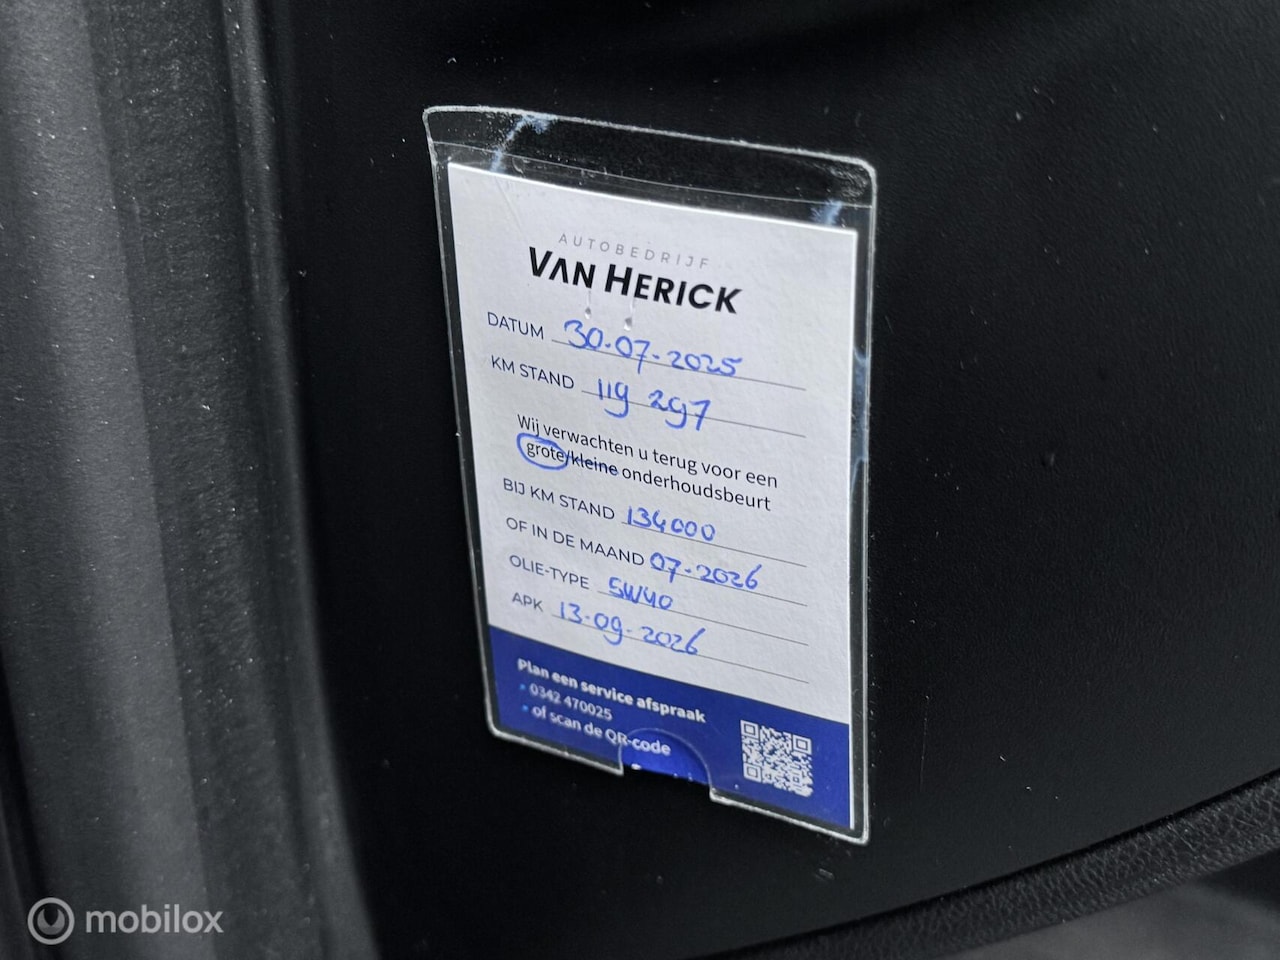 AUTOBEDRIJF
VAN HERICK
DATUM 30-07-2025
KM STAND 119 297
Wij verwachten u terug voor een
grote/kleine onderhoudsbeurt
BIJ KM STAND 134000
OF IN DE MAAND 07-2026
OLIE-TYPE 5W40
APK 13-09-2026
Plan een service afspraak
• 0342 470025
• of scan de QR-code
mobilox